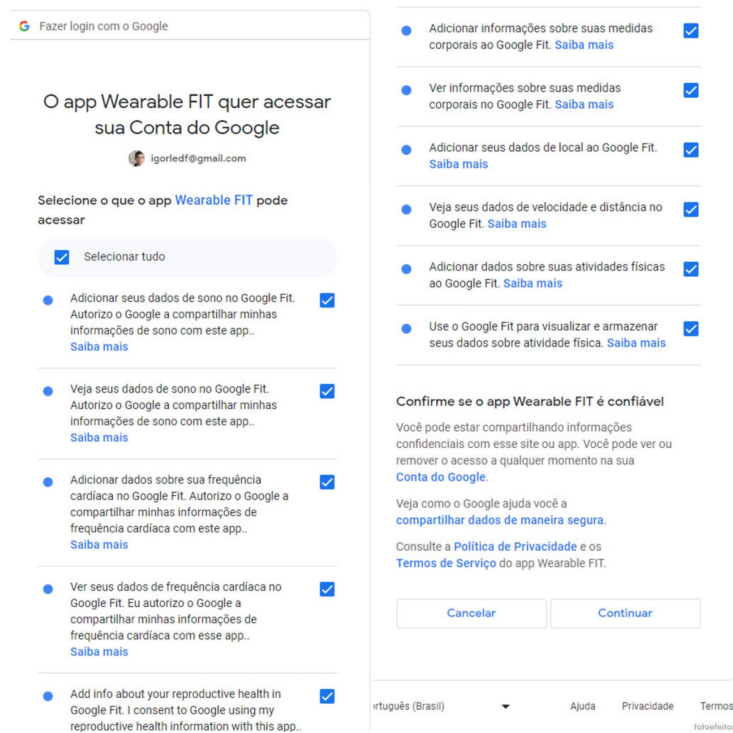 Fazer login com o Google
O app Wearable FIT quer acessar
sua Conta do Google
igorledf@gmail.com
Selecione o que o app Wearable FIT pode
acessar
Selecionar tudo
Adicionar seus dados de sono no Google Fit.
Autorizo o Google a compartilhar minhas
informações de sono com este app..
Saiba mais
Veja seus dados de sono no Google Fit.
Autorizo o Google a compartilhar minhas
informações de sono com este app..
Saiba mais
Adicionar dados sobre sua frequência
cardíaca no Google Fit. Autorizo o Google a
compartilhar minhas informações de
frequência cardíaca com este app..
Saiba mais
Ver seus dados de frequência cardíaca no
Google Fit. Eu autorizo o Google a
compartilhar minhas informações de
frequência cardíaca com esse app..
Saiba mais
Add info about your reproductive health in
Google Fit. I consent to Google using my
reproductive health information with this app..
Adicionar informações sobre suas medidas
corporais ao Google Fit. Saiba mais
Ver informações sobre suas medidas
corporais no Google Fit. Saiba mais
Adicionar seus dados de local ao Google Fit.
Saiba mais
Veja seus dados de velocidade e distância no
Google Fit. Saiba mais
Adicionar dados sobre suas atividades físicas
ao Google Fit. Saiba mais
Use o Google Fit para visualizar e armazenar
seus dados sobre atividade física. Saiba mais
Confirme se o app Wearable FIT é confiável
Você pode estar compartilhando informações
confidenciais com esse site ou app. Você pode ver ou
remover o acesso a qualquer momento na sua
Conta do Google.
Veja como o Google ajuda você a
compartilhar dados de maneira segura.
Consulte a Política de Privacidade e os
Termos de Serviço do app Wearable FIT.
Cancelar Continuar
rtuguês (Brasil) Ajuda Privacidade Termos
fotoefeitos